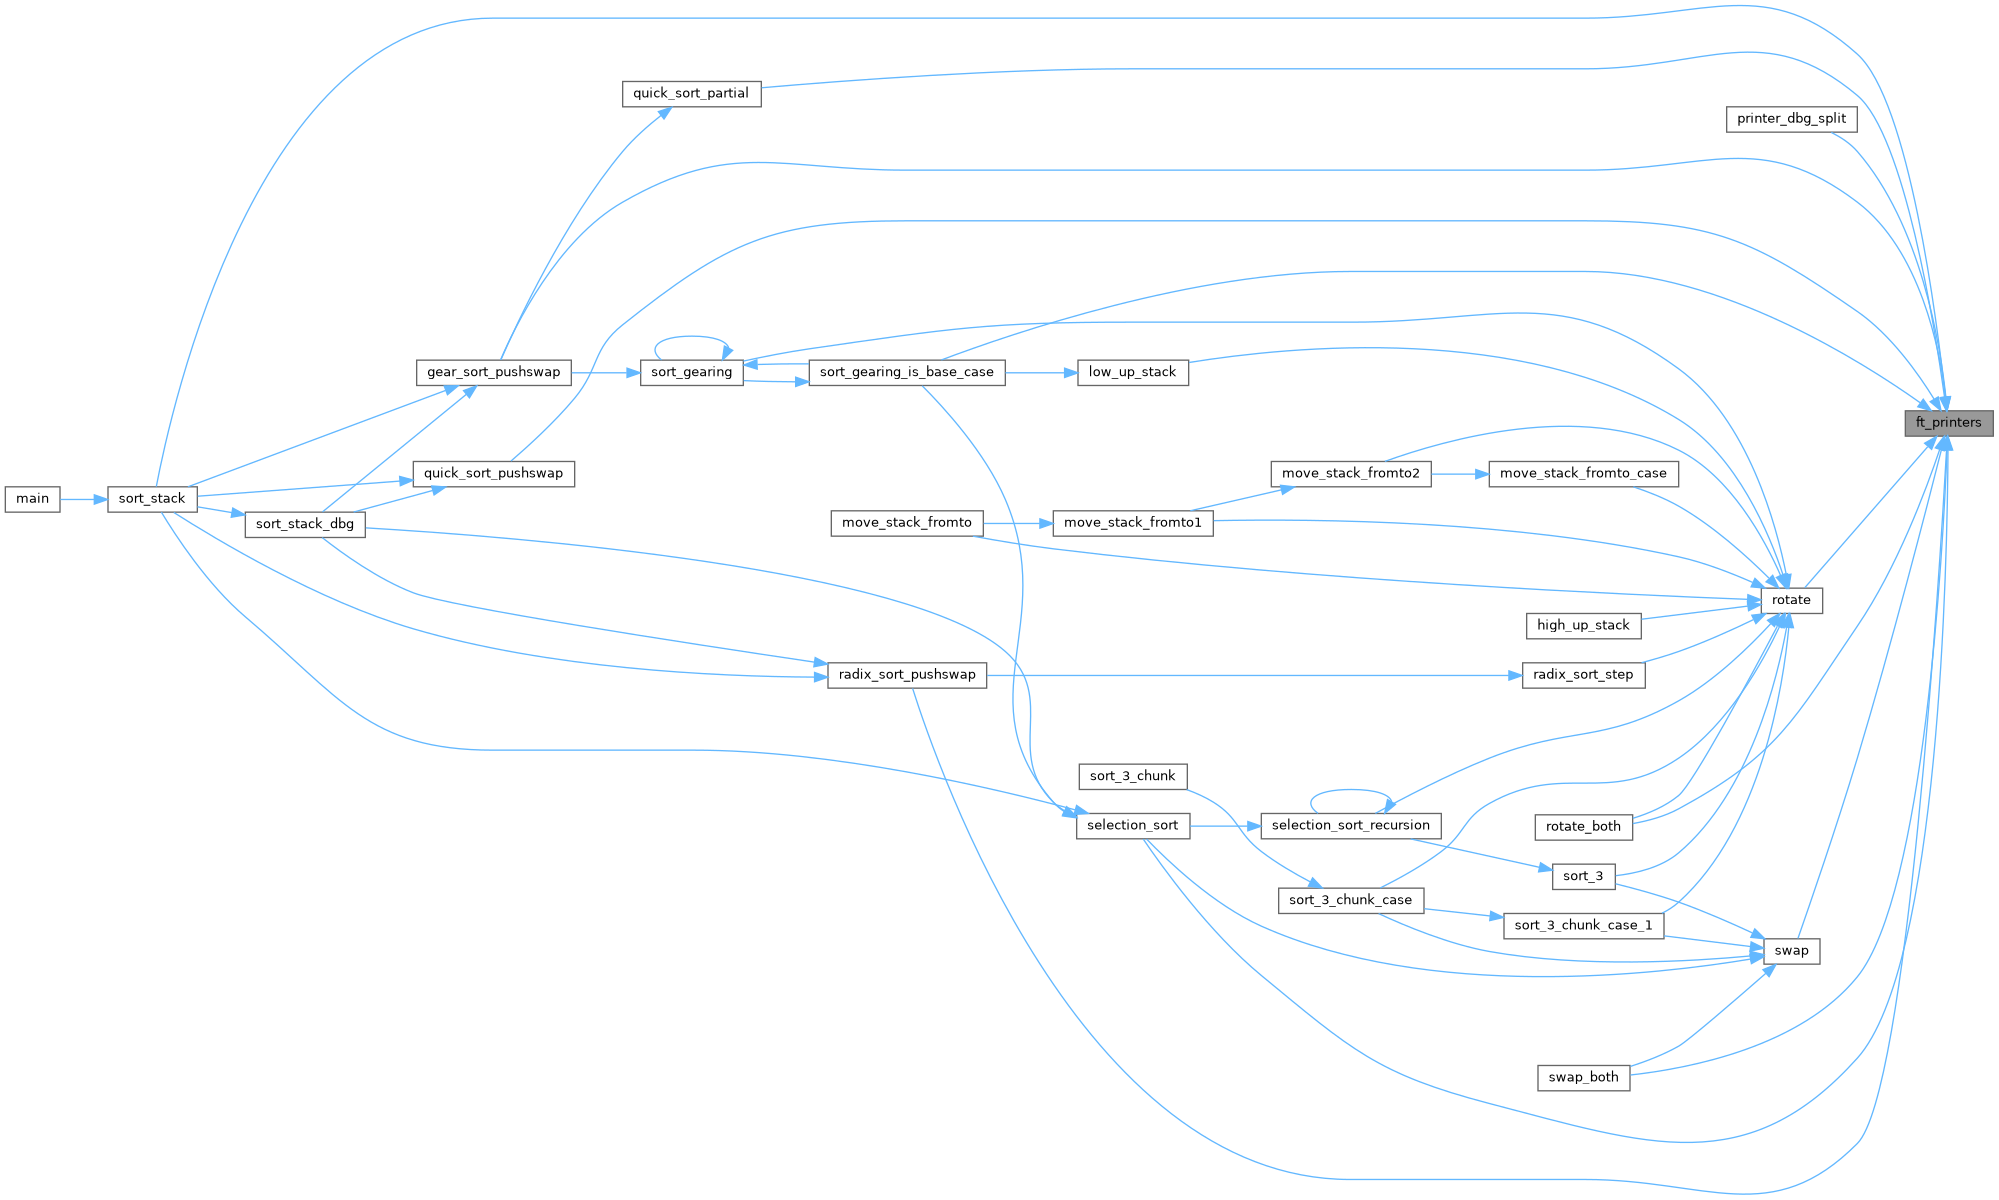 quick_sort_partial
printer_dbg_split
gear_sort_pushswap
sort_gearing
sort_gearing_is_base_case
low_up_stack
ft_printers
quick_sort_pushswap
move_stack_fromto2
move_stack_fromto_case
main
sort_stack
sort_stack_dbg
move_stack_fromto
move_stack_fromto1
rotate
high_up_stack
radix_sort_pushswap
radix_sort_step
sort_3_chunk
selection_sort
selection_sort_recursion
rotate_both
sort_3
sort_3_chunk_case
sort_3_chunk_case_1
swap
swap_both